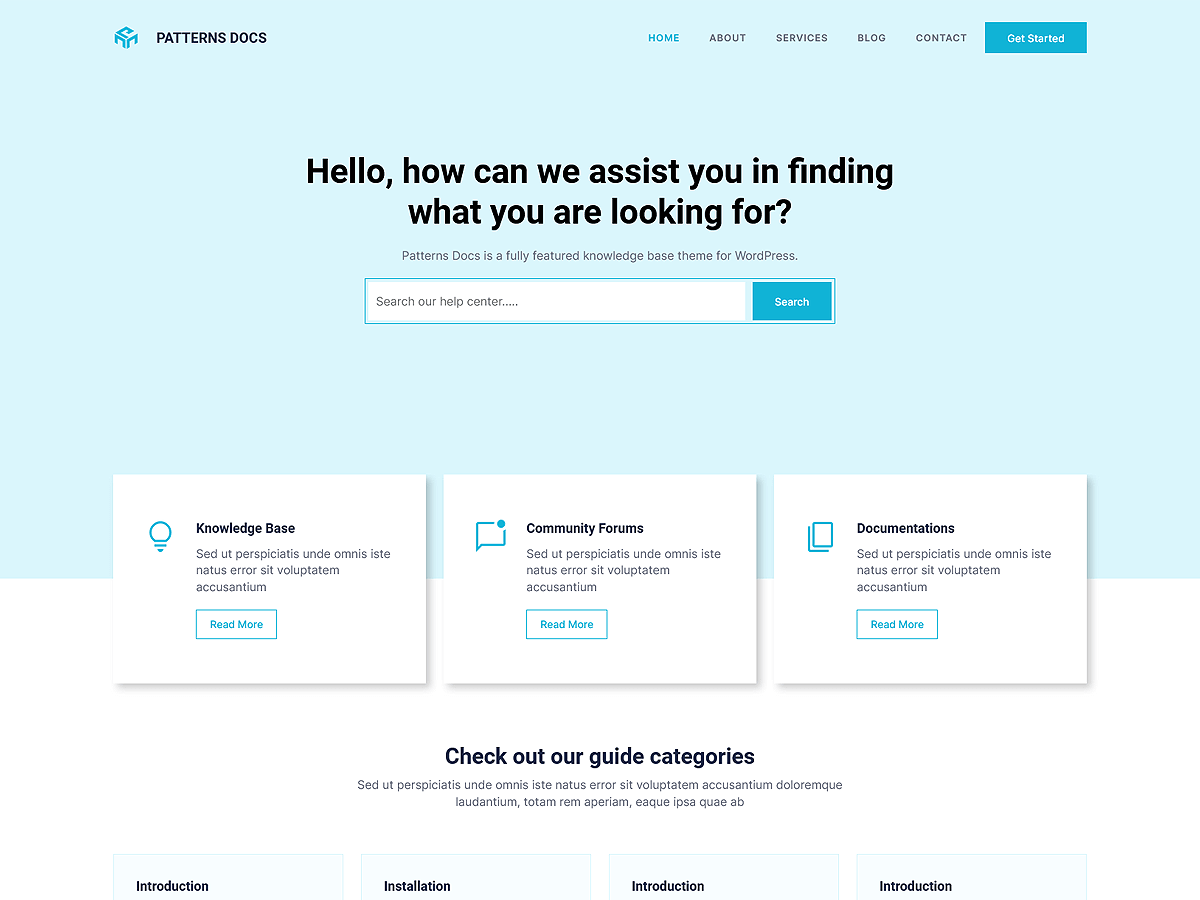 PATTERNS DOCS
HOME ABOUT SERVICES BLOG CONTACT Get Started
Hello, how can we assist you in finding
what you are looking for?
Patterns Docs is a fully featured knowledge base theme for WordPress.
Search our help center..... Search
Knowledge Base
Sed ut perspiciatis unde omnis iste
natus error sit voluptatem
accusantium
Read More
Community Forums
Sed ut perspiciatis unde omnis iste
natus error sit voluptatem
accusantium
Read More
Documentations
Sed ut perspiciatis unde omnis iste
natus error sit voluptatem
accusantium
Read More
Check out our guide categories
Sed ut perspiciatis unde omnis iste natus error sit voluptatem accusantium doloremque
laudantium, totam rem aperiam, eaque ipsa quae ab
Introduction
Installation
Introduction
Introduction